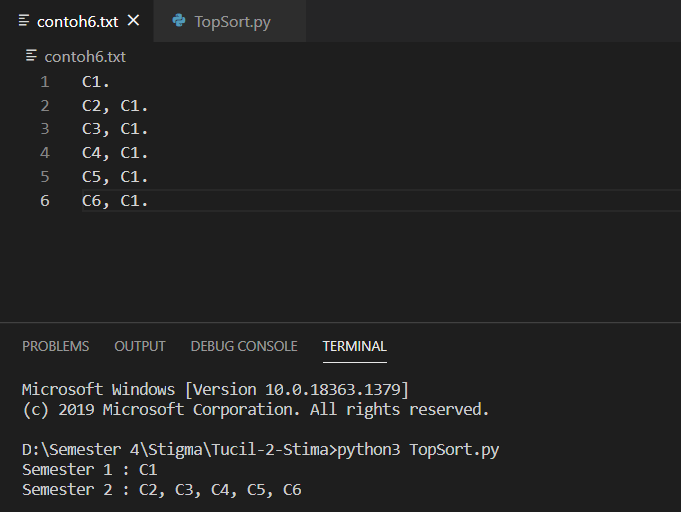 contoh6.txt TopSort.py
contoh6.txt
1 C1.
2 C2, C1.
3 C3, C1.
4 C4, C1.
5 C5, C1.
6 C6, C1.
PROBLEMS OUTPUT DEBUG CONSOLE TERMINAL
Microsoft Windows [Version 10.0.18363.1379]
(c) 2019 Microsoft Corporation. All rights reserved.
D:\Semester 4\Stigma\Tucil-2-Stima>python3 TopSort.py
Semester 1 : C1
Semester 2 : C2, C3, C4, C5, C6